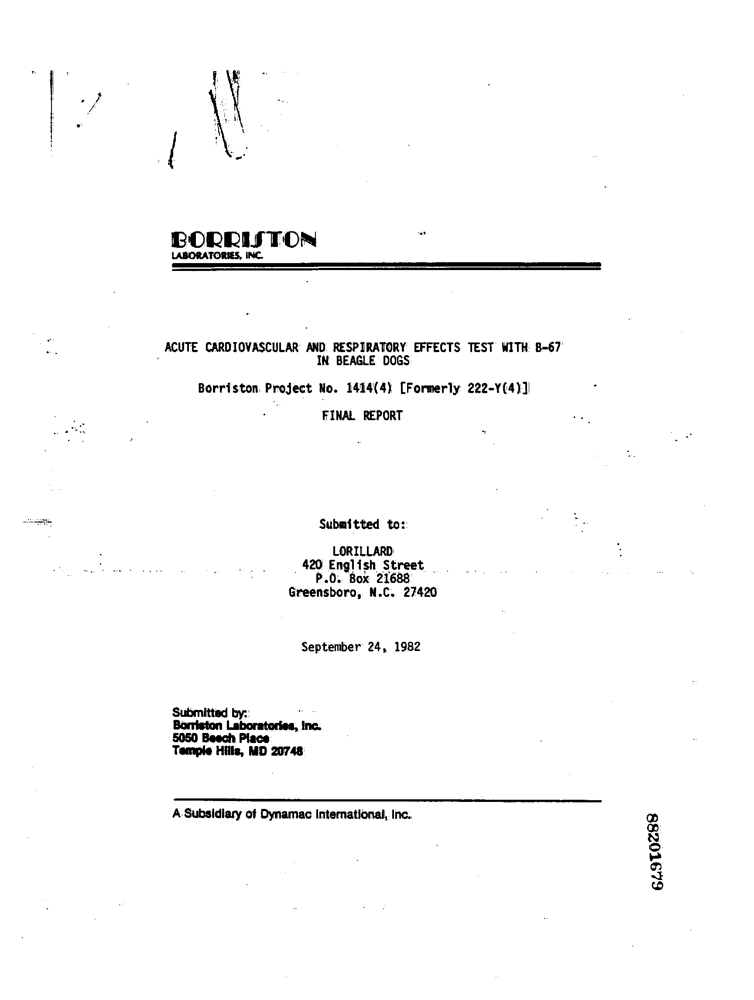 BORRISTON
LABORATORIES, INC.
ACUTE CARDIOVASCULAR AND RESPIRATORY EFFECTS TEST WITH B-67
IN BEAGLE DOGS
Borriston Project No. 1414(4) [Formerly 222-Y(4)]
FINAL REPORT
Submitted to:
LORILLARD
420 English Street
P.O. Box 21688
Greensboro, N.C. 27420
September 24, 1982
Submitted by:
Borriston Laboratories, Inc.
5050 Beech Place
Temple Hills, MD 20748
A Subsidiary of Dynamac International, Inc.
88201679